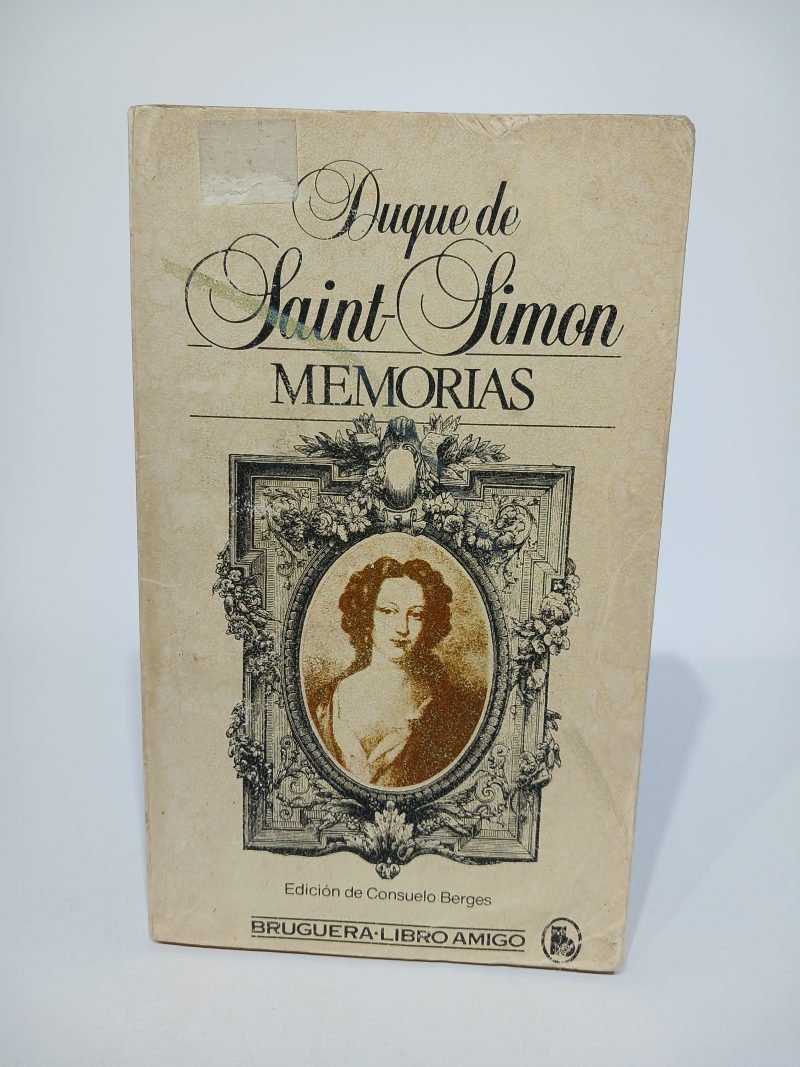 Duque de
Saint-Simon
MEMORIAS
Edición de Consuelo Berges
BRUGUERA·LIBRO AMIGO